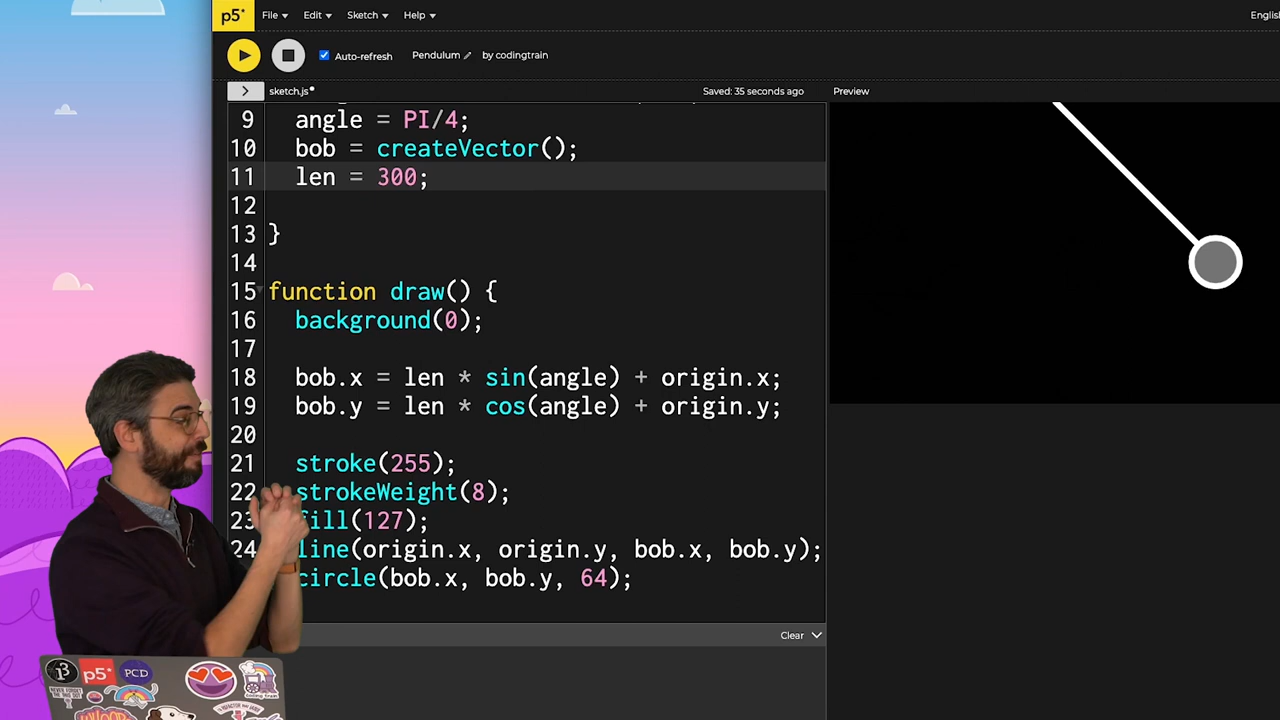 p5* File Edit Sketch Help English
Auto-refresh Pendulum by codingtrain
> sketch.js• Saved: 35 seconds ago Preview
9 angle = PI/4;
10 bob = createVector();
11 len = 300;
12
13 }
14
15 function draw() {
16 background(0);
17
18 bob.x = len * sin(angle) + origin.x;
19 bob.y = len * cos(angle) + origin.y;
20
21 stroke(255);
22 strokeWeight(8);
23 fill(127);
24 line(origin.x, origin.y, bob.x, bob.y);
circle(bob.x, bob.y, 64);
Clear
p5* PCD